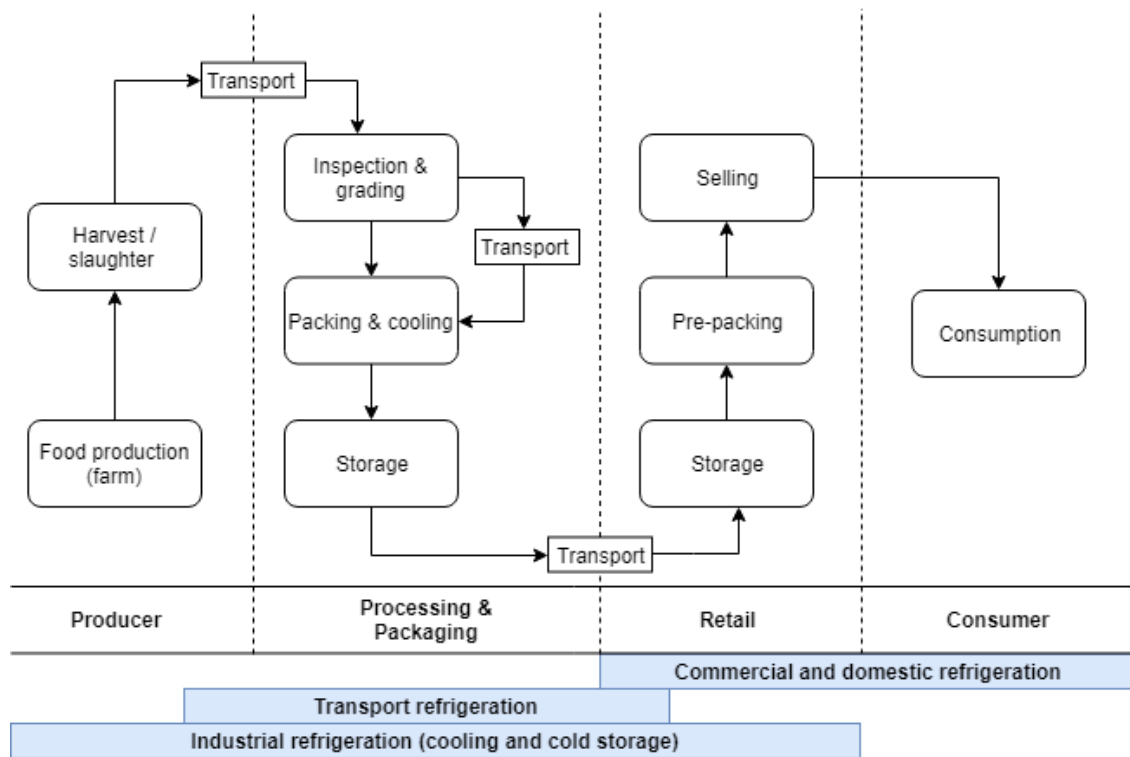 Transport
Inspection &
grading
Selling
Harvest /
slaughter
Transport
Packing & cooling
Pre-packing
Consumption
Food production
(farm)
Storage
Storage
Transport
Producer
Processing &
Packaging
Retail
Consumer
Commercial and domestic refrigeration
Transport refrigeration
Industrial refrigeration (cooling and cold storage)